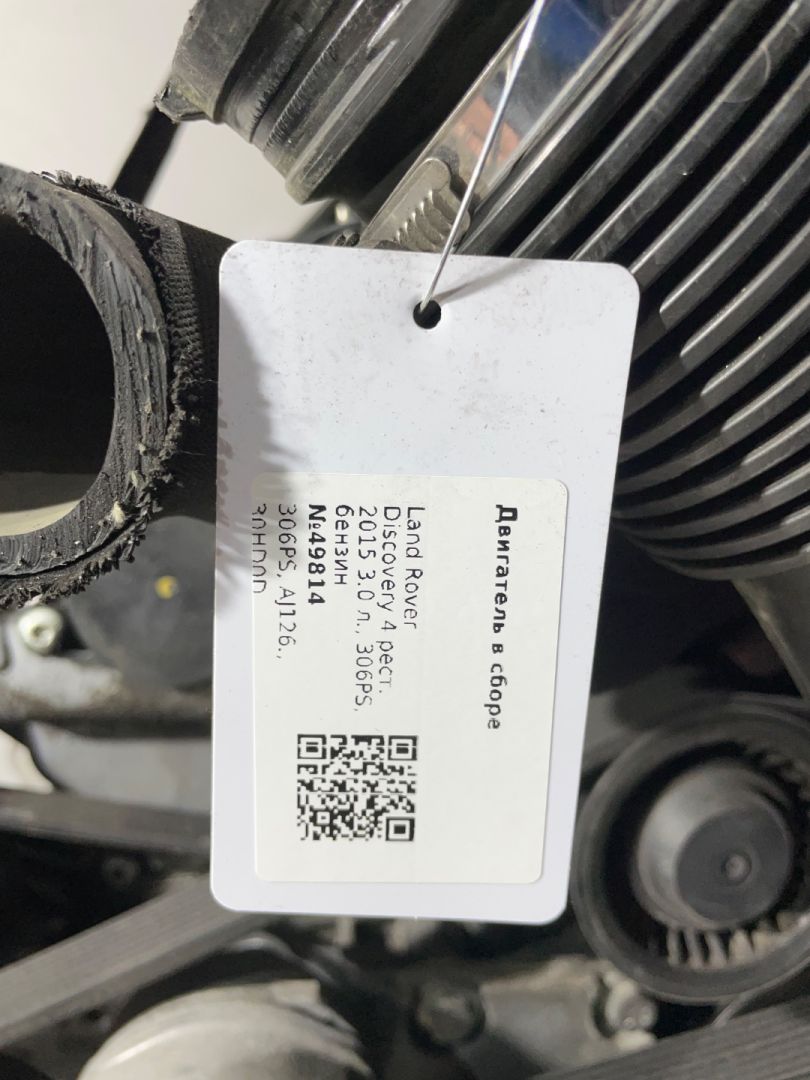 Двигатель в сборе
Land Rover
Discovery 4 рест.
2015 3.0 л., 306PS,
бензин
№49814
306PS, AJ126.,